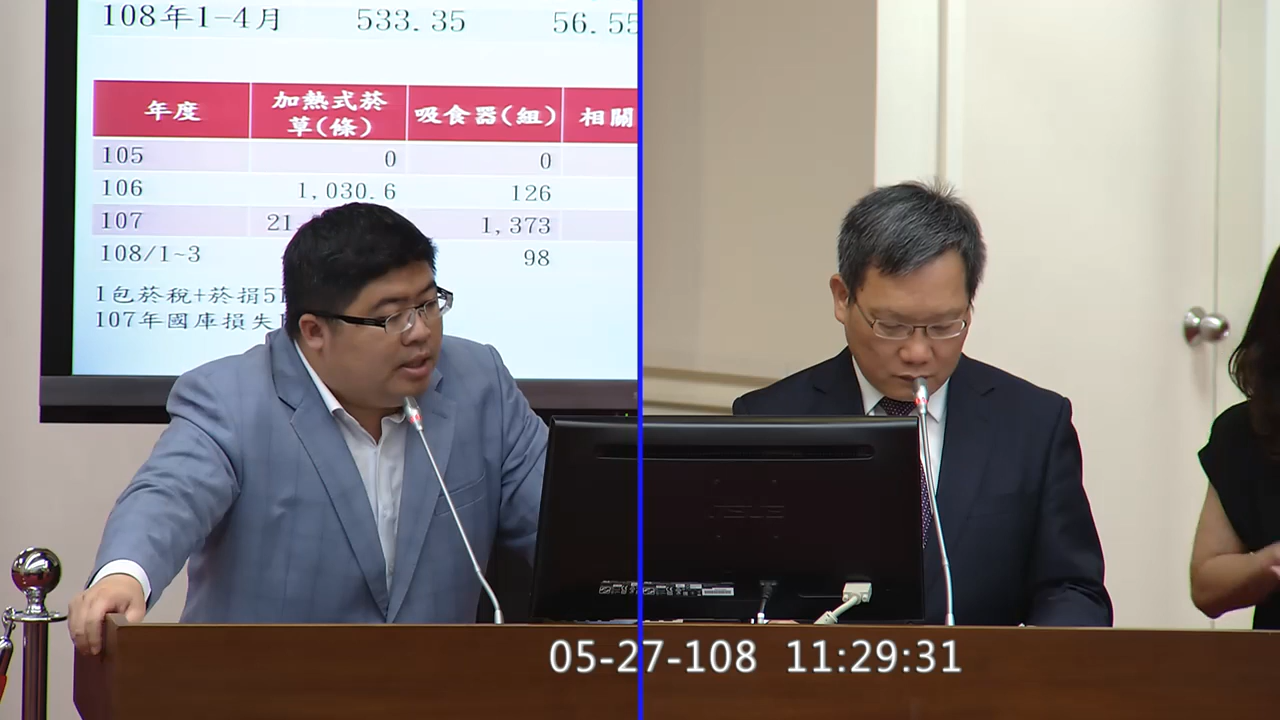 108年1-4月 533.35 56.55
年度 加熱式菸草(條) 吸食器(組) 相關
105 0 0
106 1,030.6 126
107 21 1,373
108/1~3 98
1包菸稅+菸捐51
107年國庫損失
05-27-108 11:29:31